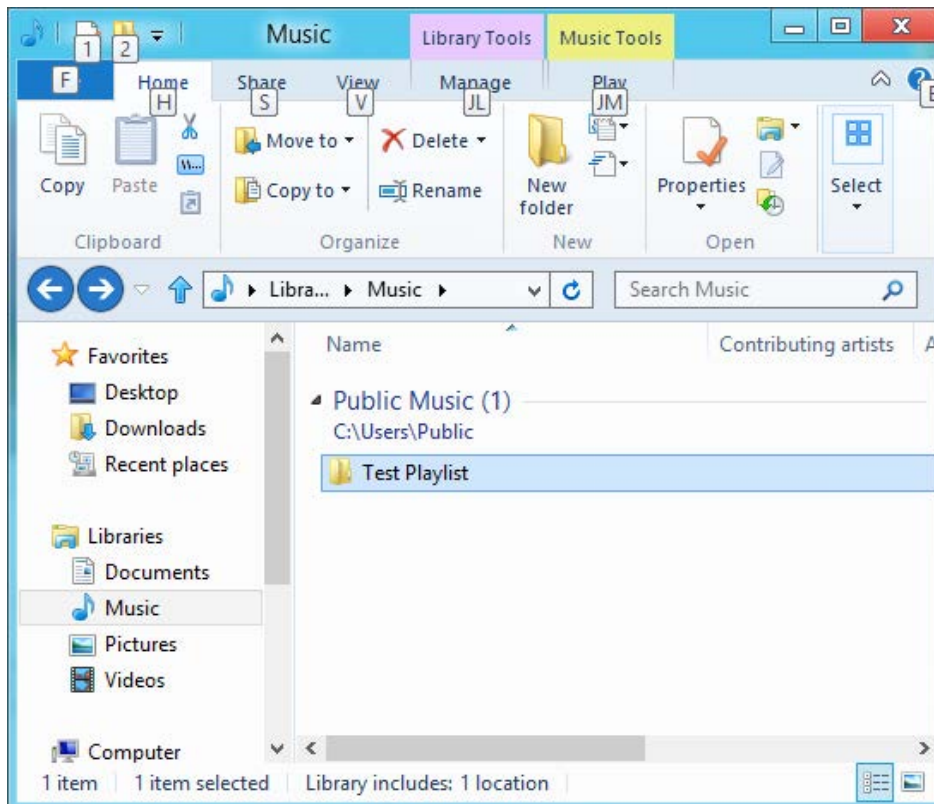 Music Library Tools Music Tools
1 2
Home Share View Manage Play
F H S V JL JM
Copy Paste Move to Delete New folder Properties Select
W...
Copy to Rename
Clipboard Organize New Open
Libra... Music Search Music
Favorites
Desktop
Downloads
Recent places
Libraries
Documents
Music
Pictures
Videos
Computer
Name Contributing artists A
Public Music (1)
C:\Users\Public
Test Playlist
1 item 1 item selected Library includes: 1 location